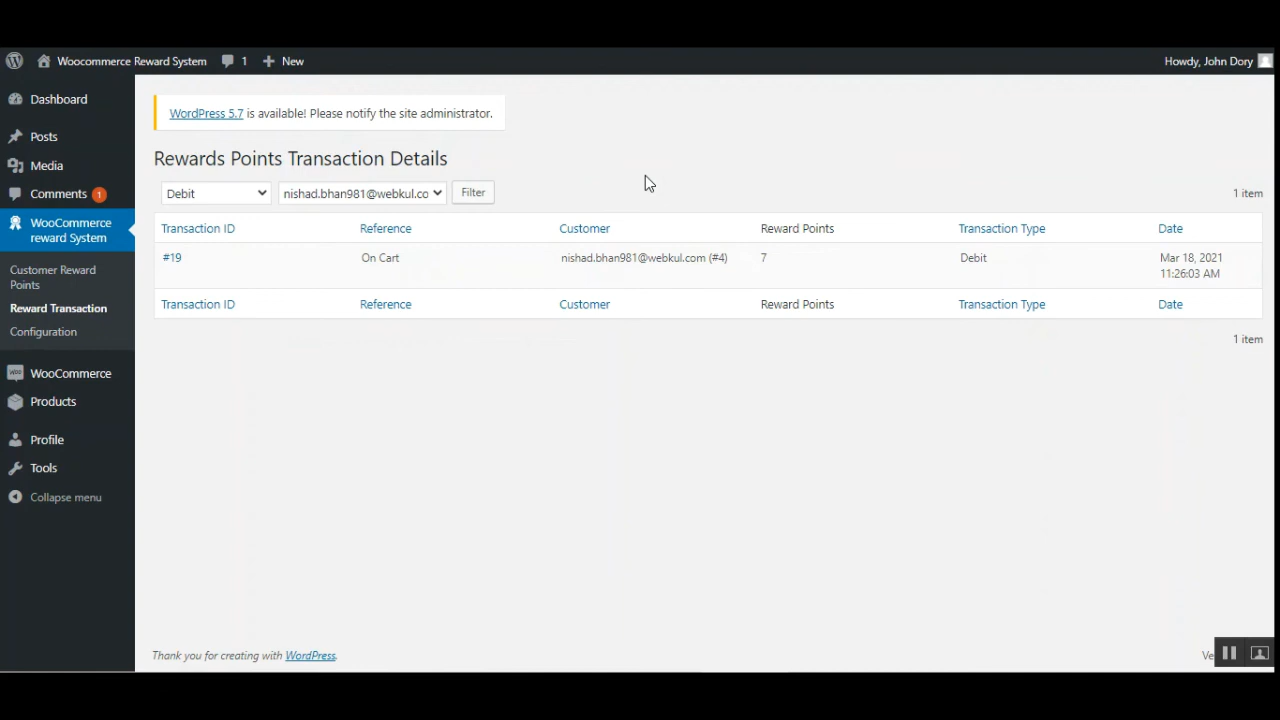 Woocommerce Reward System 1 New Howdy, John Dory
Dashboard
Posts
Media
Comments 1
WooCommerce
reward System
Customer Reward
Points
Reward Transaction
Configuration
WooCommerce
Products
Profile
Tools
Collapse menu
WordPress 5.7 is available! Please notify the site administrator.
Rewards Points Transaction Details
Debit nishad.bhan981@webkul.co Filter 1 item
Transaction ID Reference Customer Reward Points Transaction Type Date
#19 On Cart nishad.bhan981@webkul.com (#4) 7 Debit Mar 18, 2021
11:26:03 AM
Transaction ID Reference Customer Reward Points Transaction Type Date
1 item
Thank you for creating with WordPress. Ve